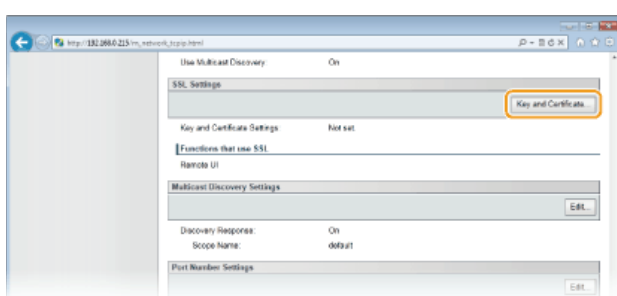 http://192.168.0.215/m_network_tcpip.html
Use Multicast Discovery: On
SSL Settings
Key and Certificate...
Key and Certificate Settings Not set
Functions that use SSL
Remote UI
Multicast Discovery Settings
Edit...
Discovery Response: On
Scope Name: default
Port Number Settings
Edit...